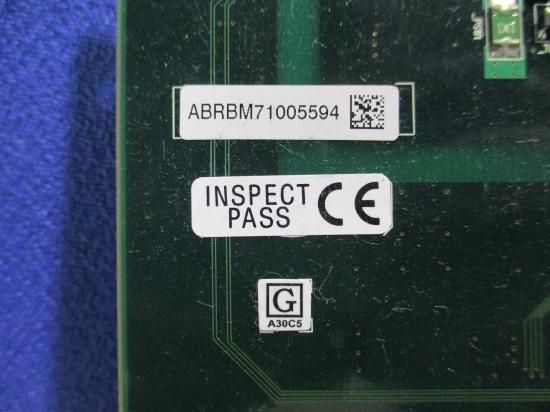 ABRBM71005594
INSPECT
PASS CE
G
A30C5